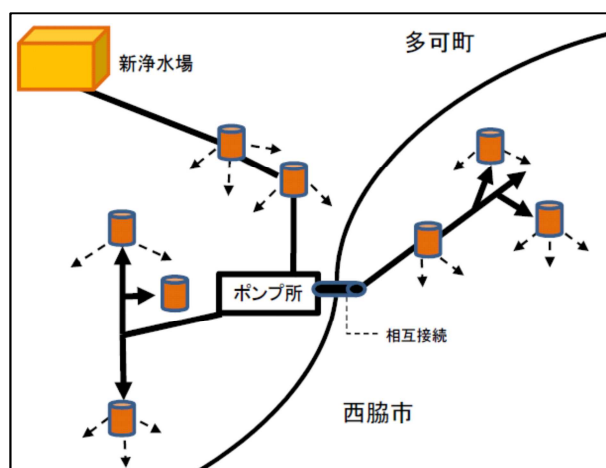 多可町
新浄水場
ポンプ所
相互接続
西脇市